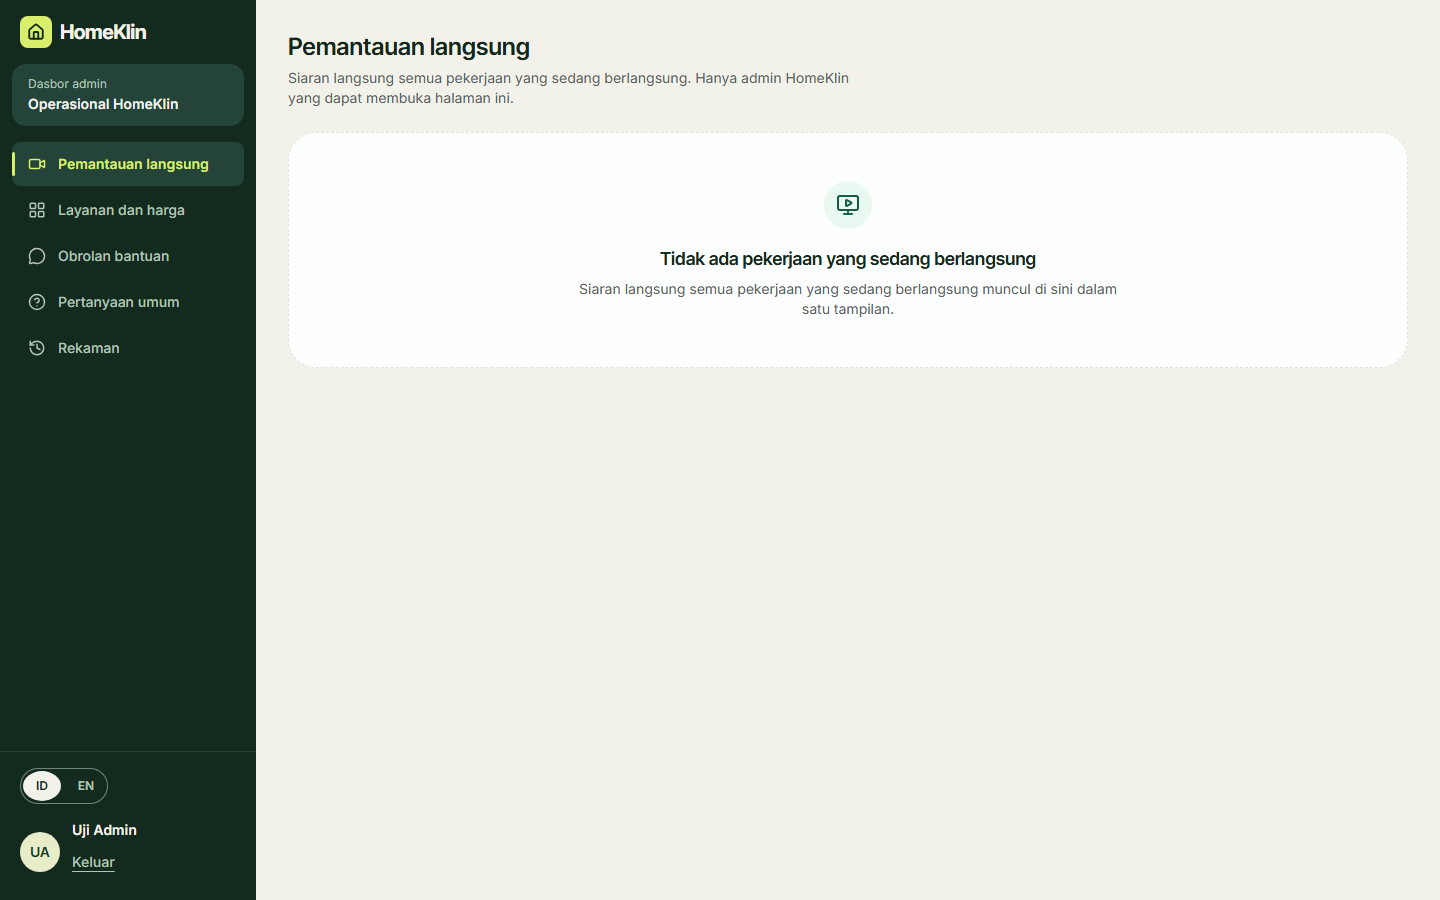 HomeKlin
Dasbor admin
Operasional HomeKlin
Pemantauan langsung
Layanan dan harga
Obrolan bantuan
Pertanyaan umum
Rekaman
ID
EN
UA
Uji Admin
Keluar
Pemantauan langsung
Siaran langsung semua pekerjaan yang sedang berlangsung. Hanya admin HomeKlin
yang dapat membuka halaman ini.
Tidak ada pekerjaan yang sedang berlangsung
Siaran langsung semua pekerjaan yang sedang berlangsung muncul di sini dalam
satu tampilan.